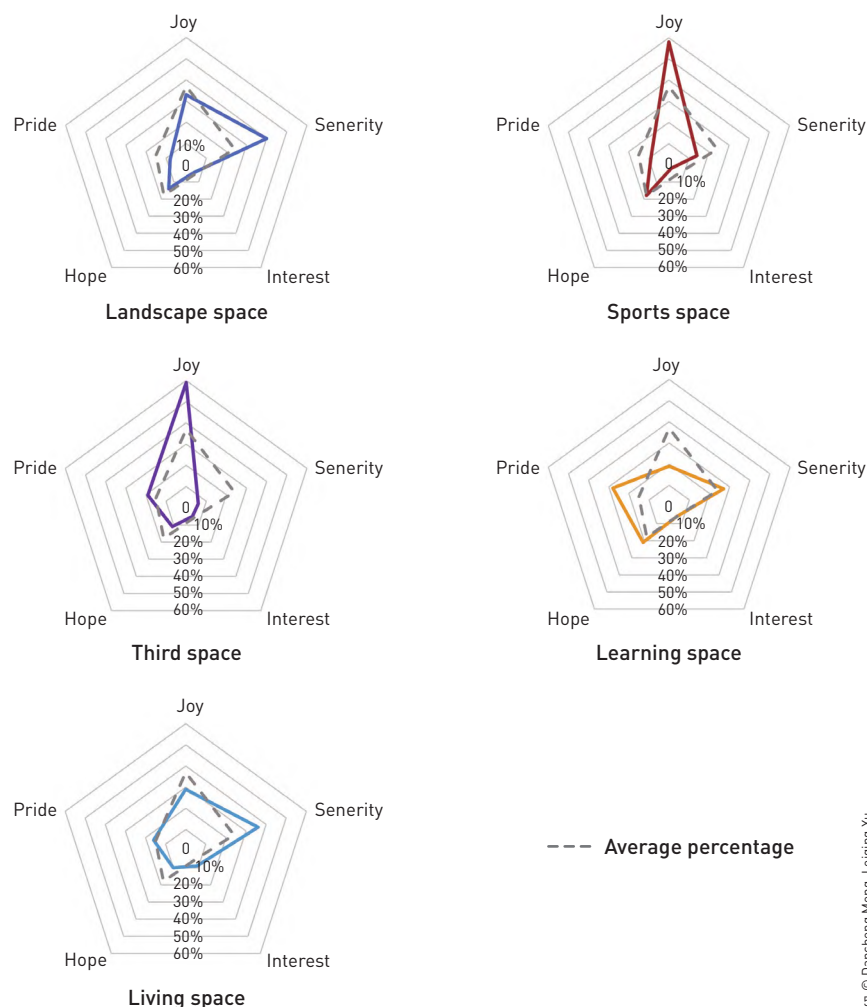 Joy
Joy
Pride
Senerity
Pride
Senerity
10%
0
0
10%
20%
20%
30%
30%
40%
40%
50%
50%
60%
60%
Hope
Interest
Hope
Interest
Landscape space
Sports space
Joy
Joy
Pride
Senerity
Pride
Senerity
0
0
10%
10%
20%
20%
30%
30%
40%
40%
50%
50%
60%
60%
Hope
Interest
Hope
Interest
Third space
Learning space
Joy
Pride
Senerity
0
10%
20%
30%
40%
50%
60%
Hope
Interest
Living space
Average percentage